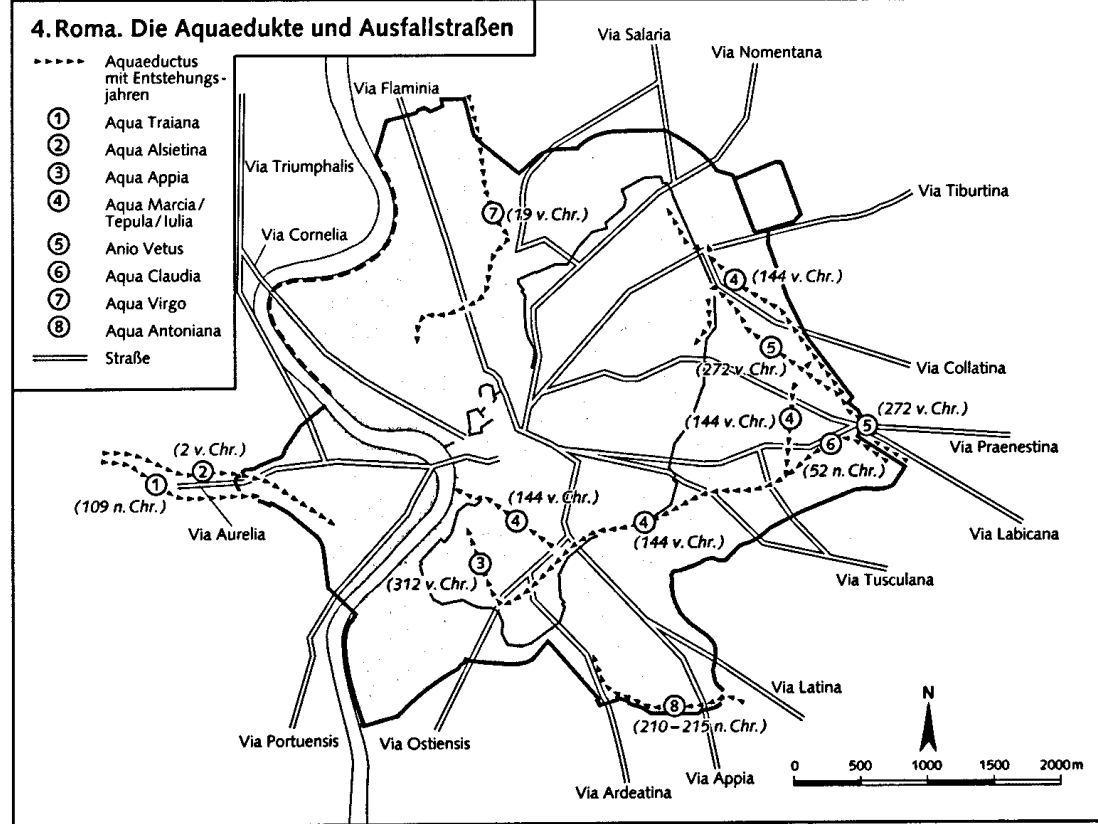 4. Roma. Die Aquaedukte und Ausfallstraßen
Aquaeductus
mit Entstehungs-
jahren
1 Aqua Traiana
2 Aqua Alsietina
3 Aqua Appia
4 Aqua Marcia/
Tepula/Iulia
5 Anio Vetus
6 Aqua Claudia
7 Aqua Virgo
8 Aqua Antoniana
Straße
Via Salaria
Via Nomentana
Via Flaminia
Via Triumphalis
Via Tiburtina
7 (19 v. Chr.)
Via Cornelia
4 (144 v. Chr.)
5
(272 v. Chr.)
Via Collatina
(144 v. Chr.)
4
(272 v. Chr.)
5
Via Praenestina
6
(52 n. Chr.)
(2 v. Chr.)
2
1
(109 n. Chr.)
Via Aurelia
(144 v. Chr.)
4
4
(144 v. Chr.)
Via Labicana
3
(312 v. Chr.)
Via Tusculana
Via Latina
8
(210–215 n. Chr.)
Via Portuensis
Via Ostiensis
Via Appia
Via Ardeatina
N
0 500 1000 1500 2000 m